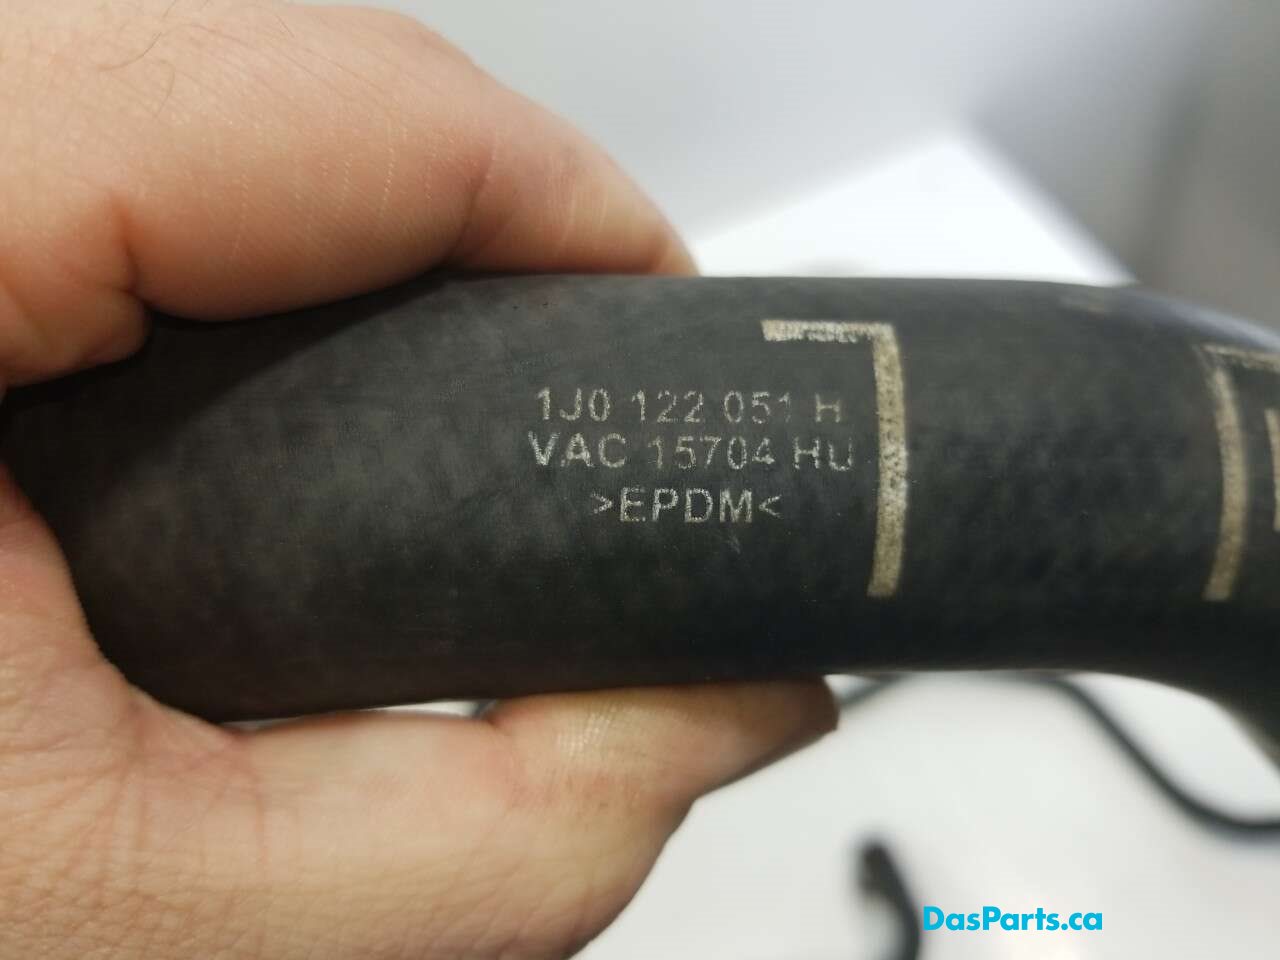 1J0 122 051 H
VAC 15704 HU
>EPDM<
DasParts.ca